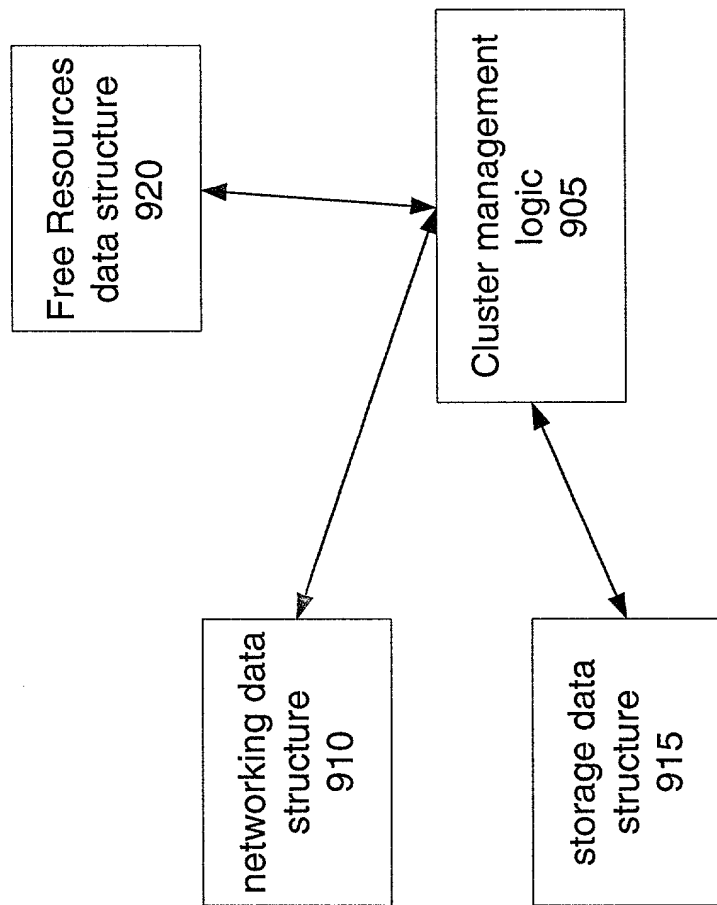 networking data
structure
910
storage data
structure
915
Free Resources
data structure
920
Cluster management
logic
905